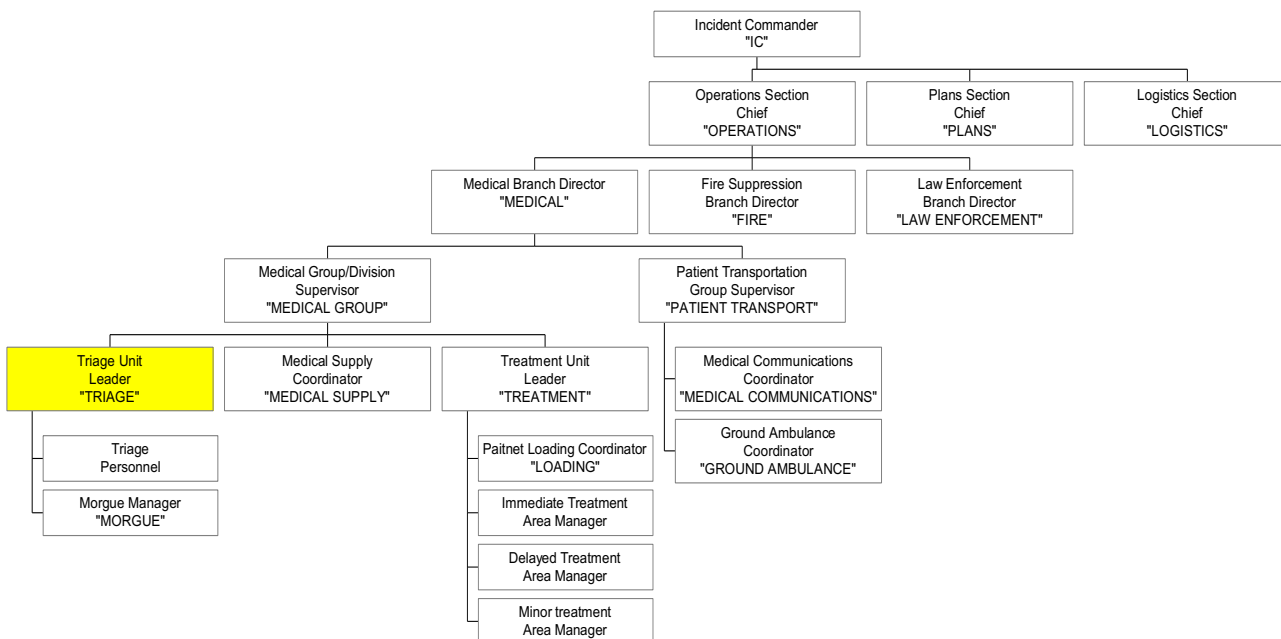 Incident Commander
"IC"
Operations Section
Chief
"OPERATIONS"
Plans Section
Chief
"PLANS"
Logistics Section
Chief
"LOGISTICS"
Medical Branch Director
"MEDICAL"
Fire Suppression
Branch Director
"FIRE"
Law Enforcement
Branch Director
"LAW ENFORCEMENT"
Medical Group/Division
Supervisor
"MEDICAL GROUP"
Patient Transportation
Group Supervisor
"PATIENT TRANSPORT"
Triage Unit
Leader
"TRIAGE"
Medical Supply
Coordinator
"MEDICAL SUPPLY"
Treatment Unit
Leader
"TREATMENT"
Medical Communications
Coordinator
"MEDICAL COMMUNICATIONS"
Triage
Personnel
Paitnet Loading Coordinator
"LOADING"
Ground Ambulance
Coordinator
"GROUND AMBULANCE"
Morgue Manager
"MORGUE"
Immediate Treatment
Area Manager
Delayed Treatment
Area Manager
Minor treatment
Area Manager